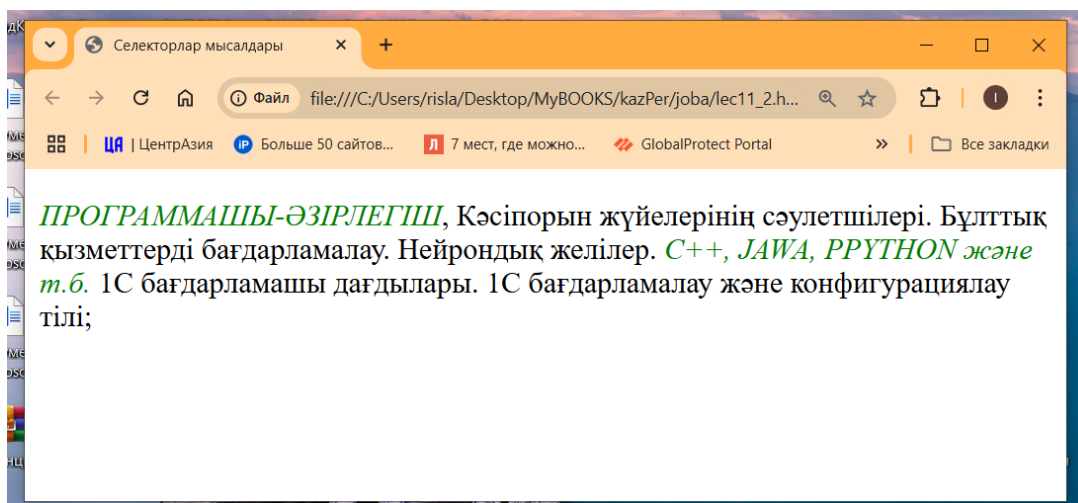 Селекторлар мысалдары
Файл file:///C:/Users/risla/Desktop/MyBOOKS/kazPer/joba/lec11_2.h... I
ЦА | ЦентрАзия iP Больше 50 сайтов... Л 7 мест, где можно... GlobalProtect Portal » Все закладки
ПРОГРАММАШЫ-ӘЗІРЛЕГІШ, Кәсіпорын жүйелерінің сәулетшілері. Бұлттық
қызметтерді бағдарламалау. Нейрондық желілер. C++, JAWA, PPYTHON және
т.б. 1С бағдарламашы дағдылары. 1С бағдарламалау және конфигурациялау
тілі;